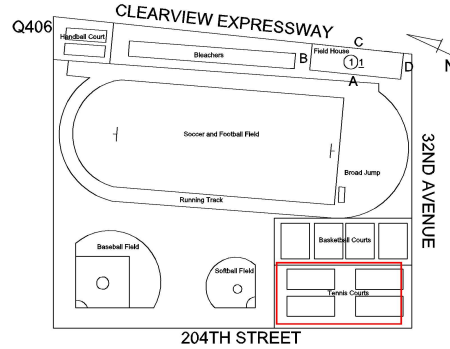 CLEARVIEW EXPRESSWAY
Q406
Handball Court
Bleachers
Field House
C
B
1 1
D
A
N
Soccer and Football Field
32ND AVENUE
Broad Jump
Running Track
Basketball Courts
Baseball Field
Softball Field
Tennis Courts
204TH STREET